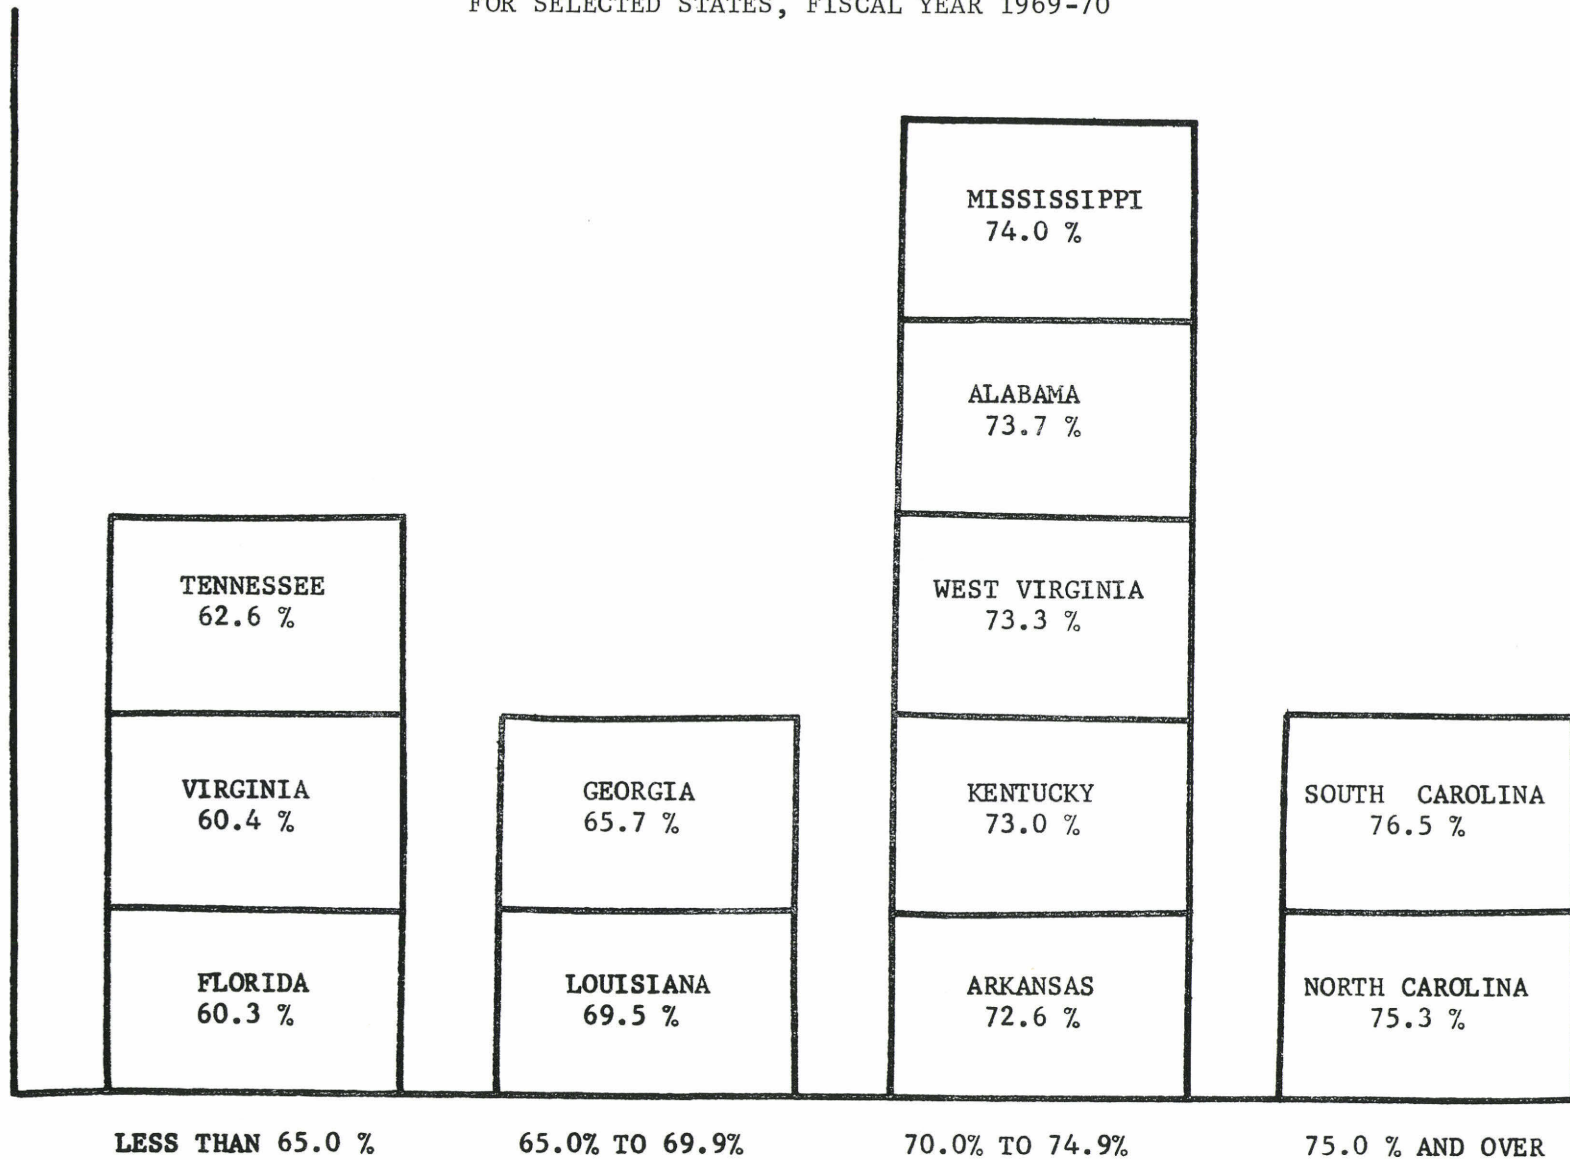 FOR SELECTED STATES, FISCAL YEAR 1969-70
MISSISSIPPI
74.0 %
ALABAMA
73.7 %
TENNESSEE
62.6 %
WEST VIRGINIA
73.3 %
VIRGINIA
60.4 %
GEORGIA
65.7 %
KENTUCKY
73.0 %
SOUTH CAROLINA
76.5 %
FLORIDA
60.3 %
LOUISIANA
69.5 %
ARKANSAS
72.6 %
NORTH CAROLINA
75.3 %
LESS THAN 65.0 %
65.0% TO 69.9%
70.0% TO 74.9%
75.0 % AND OVER